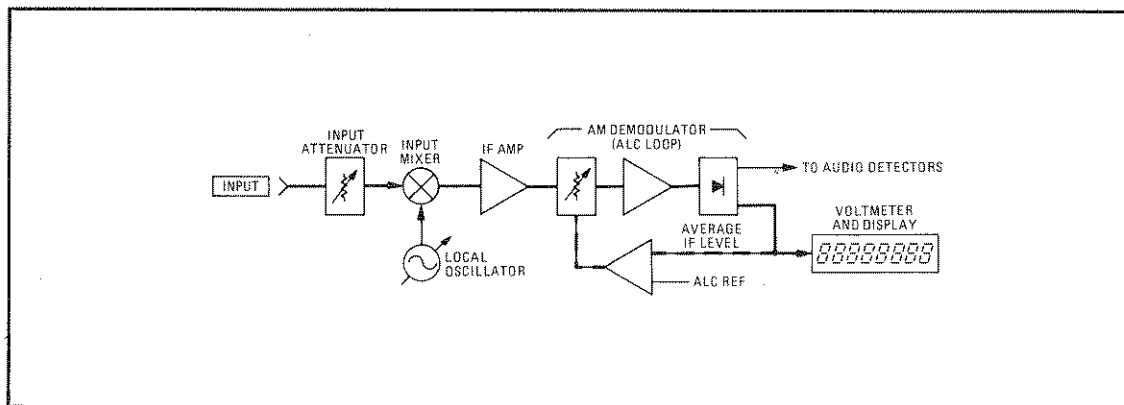 INPUT
INPUT
ATTENUATOR
INPUT
MIXER
IF AMP
AM DEMODULATOR
(ALC LOOP)
TO AUDIO DETECTORS
LOCAL
OSCILLATOR
AVERAGE
IF LEVEL
ALC REF
VOLTMETER
AND DISPLAY
88888888